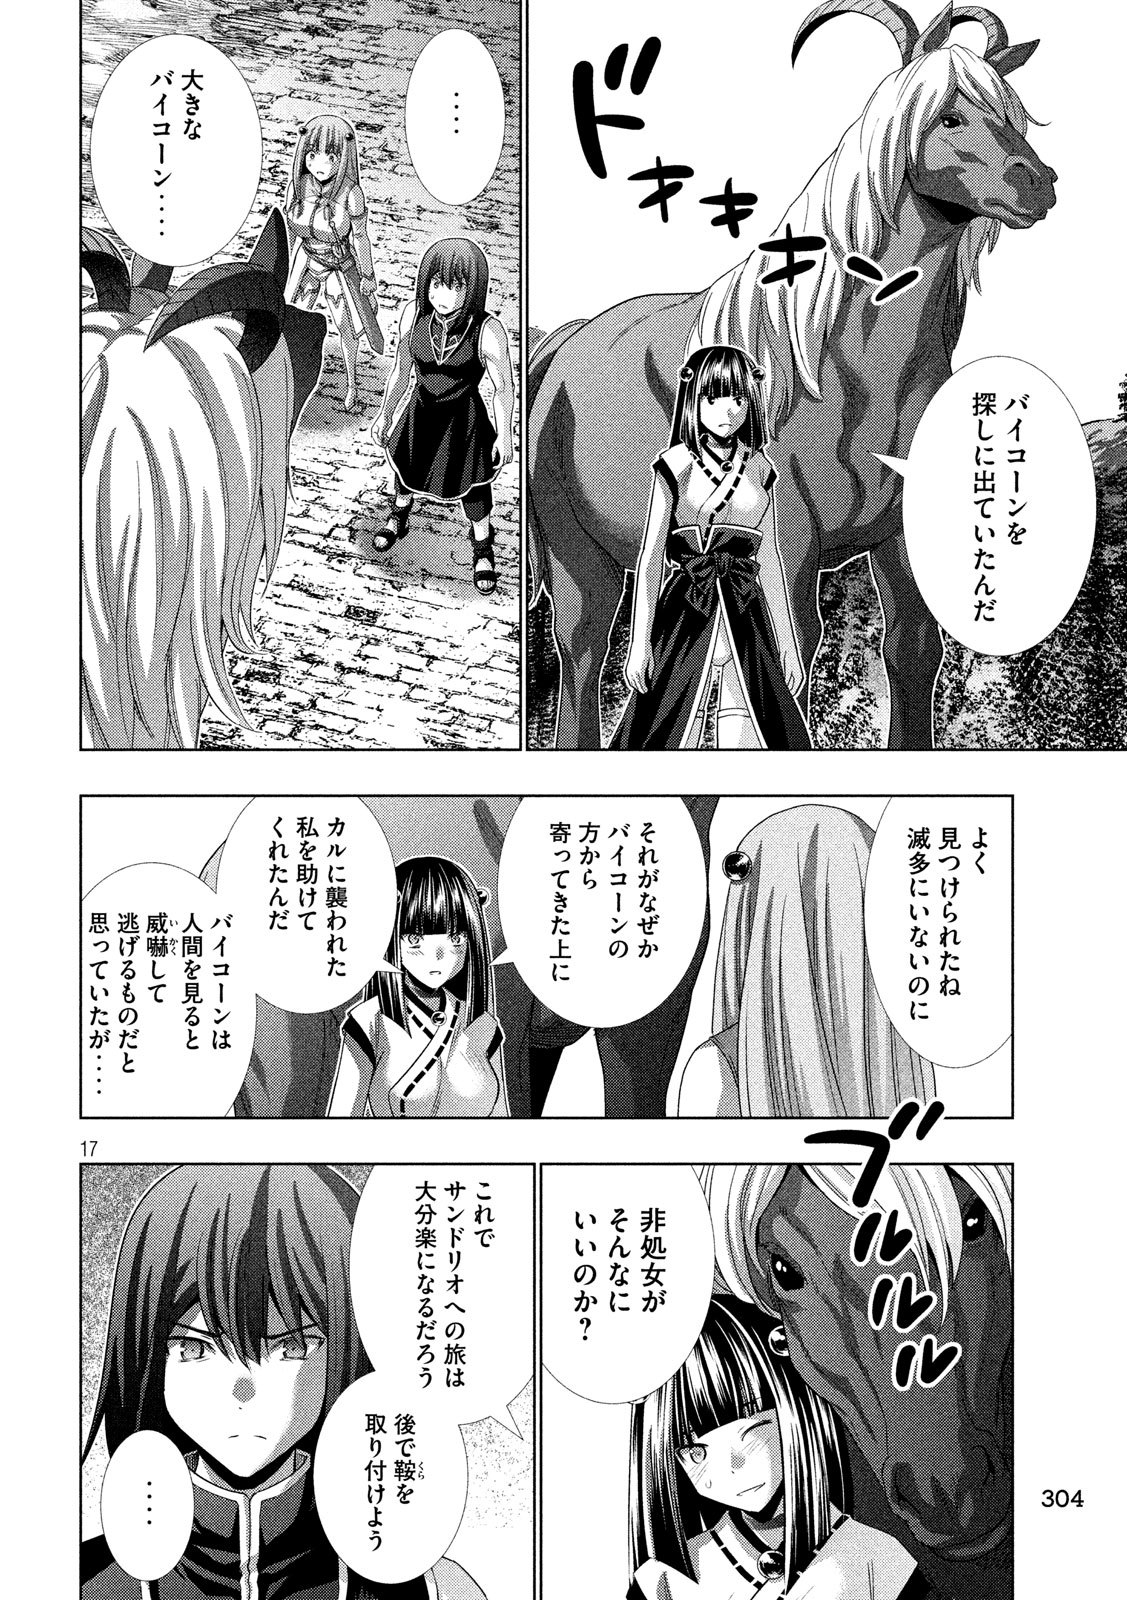 ドドキキィン
バイコーンを
探しに出ていたんだ
・・・・
大きな
バイコーン・・・・
よく
見つけられたね
滅多にいないのに
それがなぜか
バイコーンの
方から
寄ってきた上に
カルに襲われた
私を助けて
くれたんだ
バイコーンは
人間を見ると
威嚇して
いかく
逃げるものだと
思っていたが・・・・
ブルルル
非処女が
そんなに
いいのか?
これで
サンドリオへの旅は
大分楽になるだろう
後で鞍を
くら
取り付けよう
・・・・
17
304